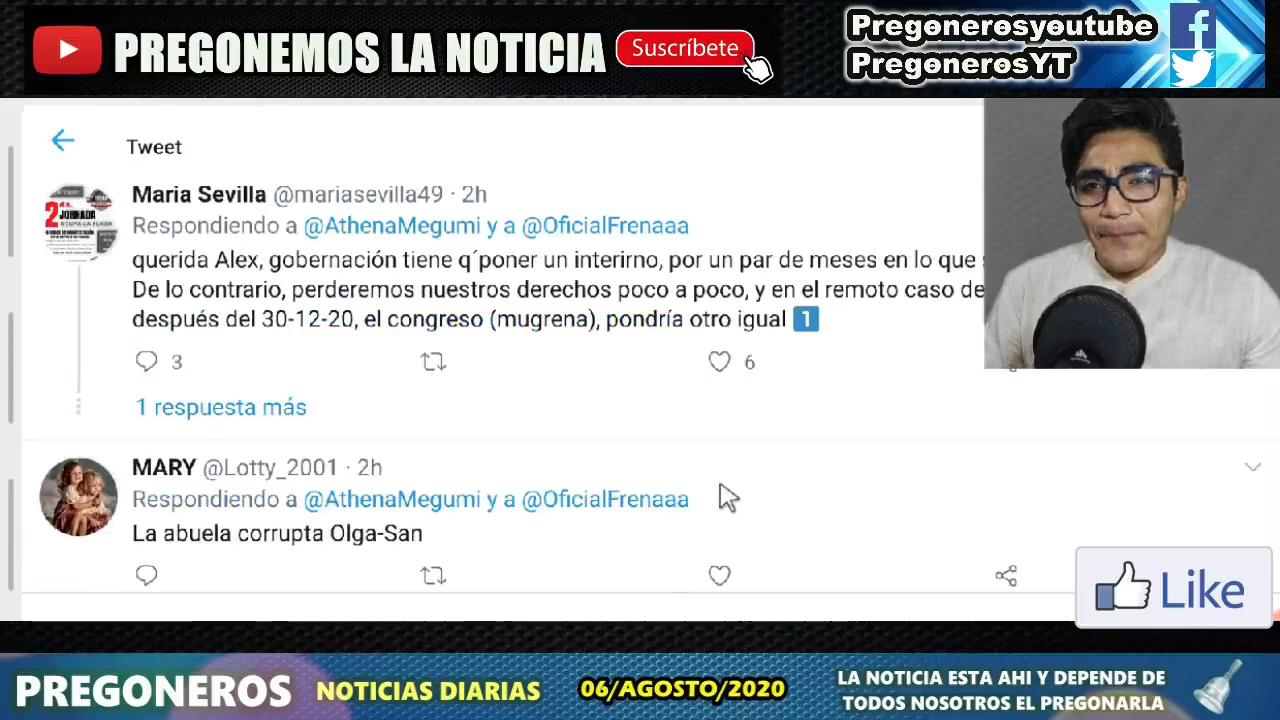 PREGONEMOS LA NOTICIA
Suscríbete
Pregonerosyoutube
PregonerosYT
Tweet
Maria Sevilla @mariasevilla49 · 2h
Respondiendo a @AthenaMegumi y a @OficialFrenaaa
querida Alex, gobernación tiene q´poner un interirno, por un par de meses en lo que
De lo contrario, perderemos nuestros derechos poco a poco, y en el remoto caso de
después del 30-12-20, el congreso (mugrena), pondría otro igual 1
3
6
1 respuesta más
MARY @Lotty_2001 · 2h
Respondiendo a @AthenaMegumi y a @OficialFrenaaa
La abuela corrupta Olga-San
Like
PREGONEROS
NOTICIAS DIARIAS
06/AGOSTO/2020
LA NOTICIA ESTA AHI Y DEPENDE DE
TODOS NOSOTROS EL PREGONARLA